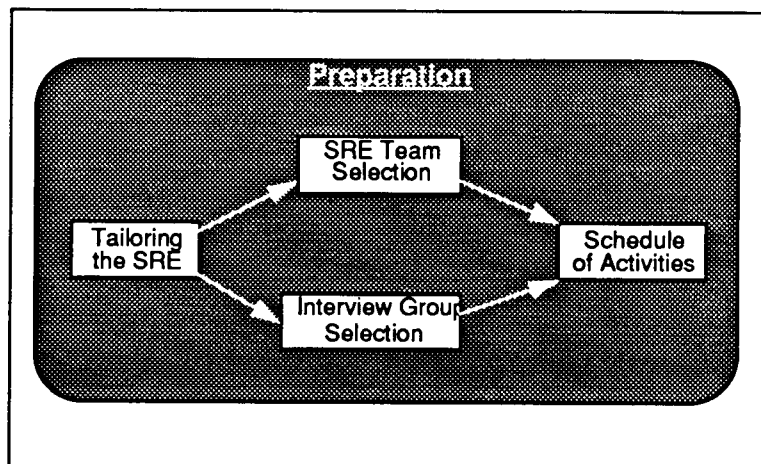 Preparation
SRE Team
Selection
Tailoring
the SRE
Schedule
of Activities
Interview Group
Selection